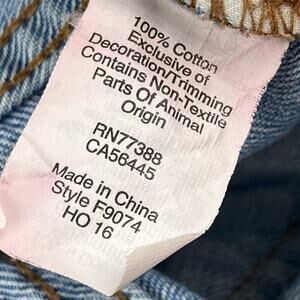 100% Cotton
Exclusive of
Decoration/Trimming
Contains Non-Textile
Parts Of Animal
Origin
RN77388
CA56445
Made in China
Style F9074
HO 16